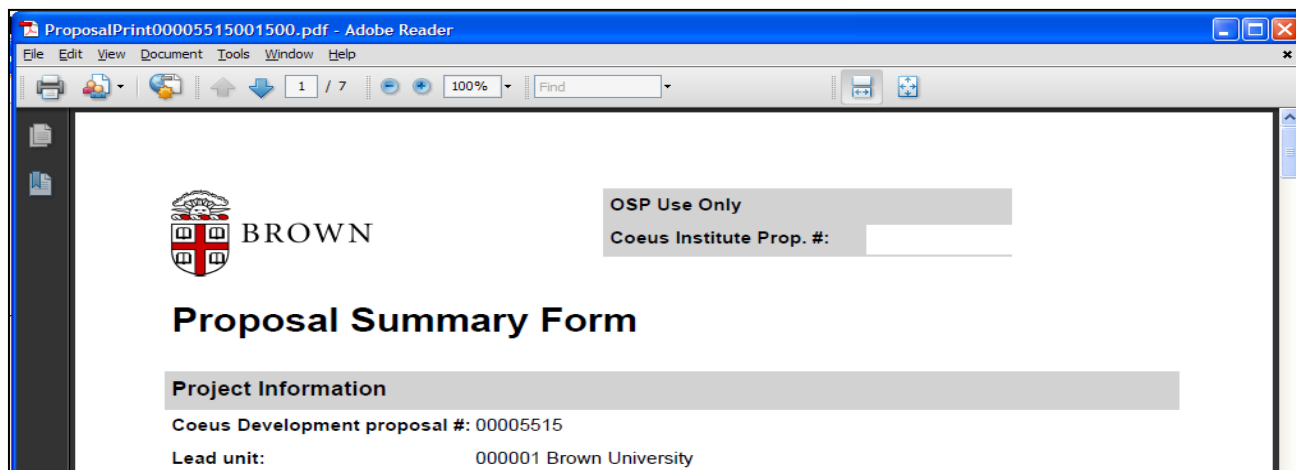 ProposalPrint00005515001500.pdf - Adobe Reader
File Edit View Document Tools Window Help
1 / 7 100% Find
OSP Use Only
BROWN
Coeus Institute Prop. #:
Proposal Summary Form
Project Information
Coeus Development proposal #: 00005515
Lead unit: 000001 Brown University